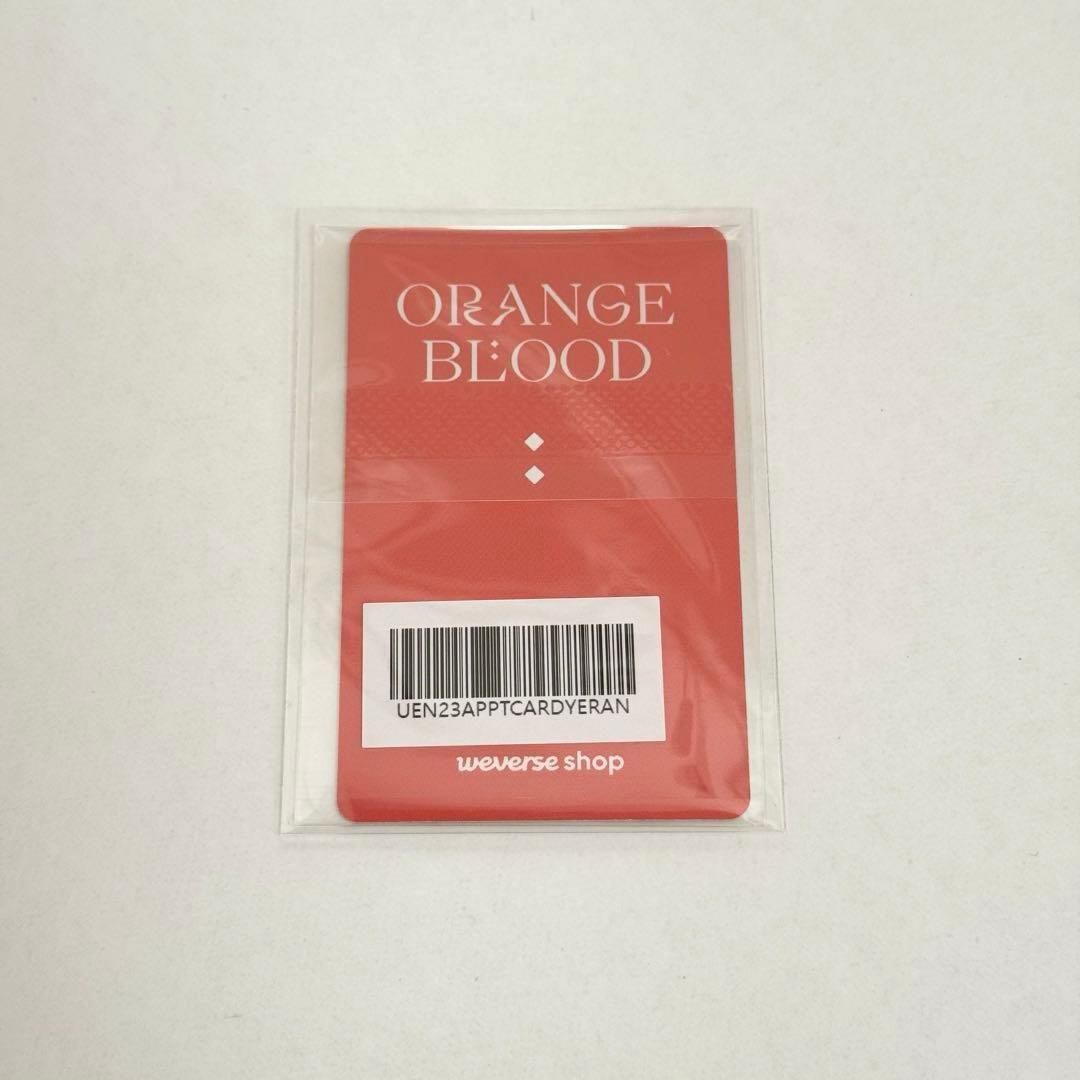 ORANGE
BLOOD
UEN23APPTCARDYERAN
weverse shop